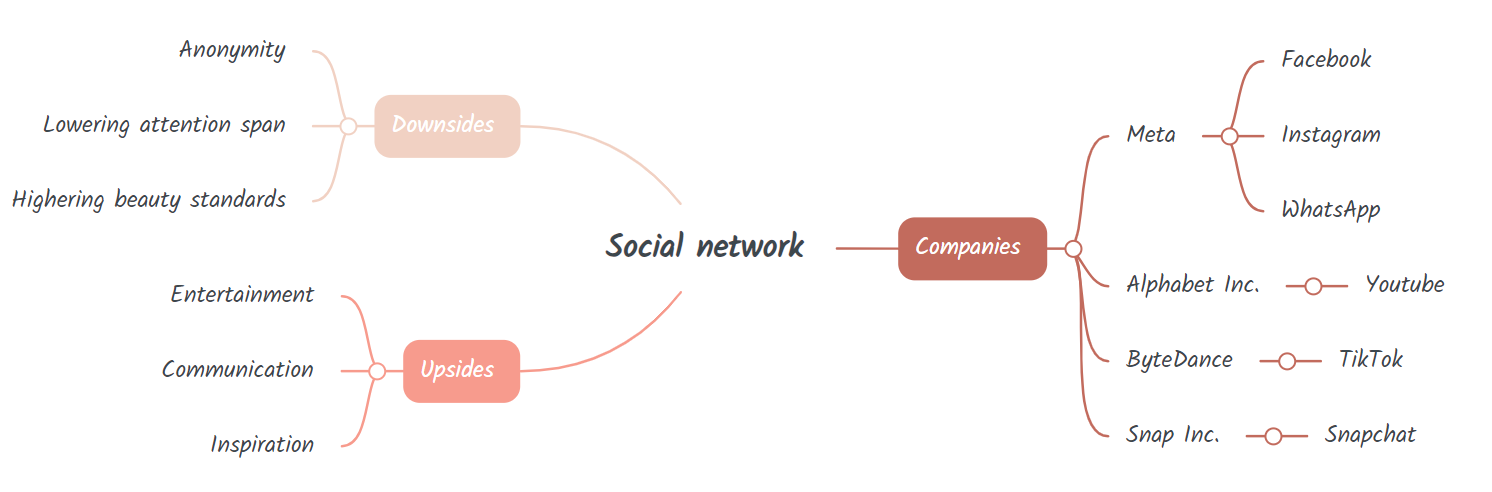 Social network
Downsides
Anonymity
Lowering attention span
Highering beauty standards
Upsides
Entertainment
Communication
Inspiration
Companies
Meta
Facebook
Instagram
WhatsApp
Alphabet Inc.
Youtube
ByteDance
TikTok
Snap Inc.
Snapchat